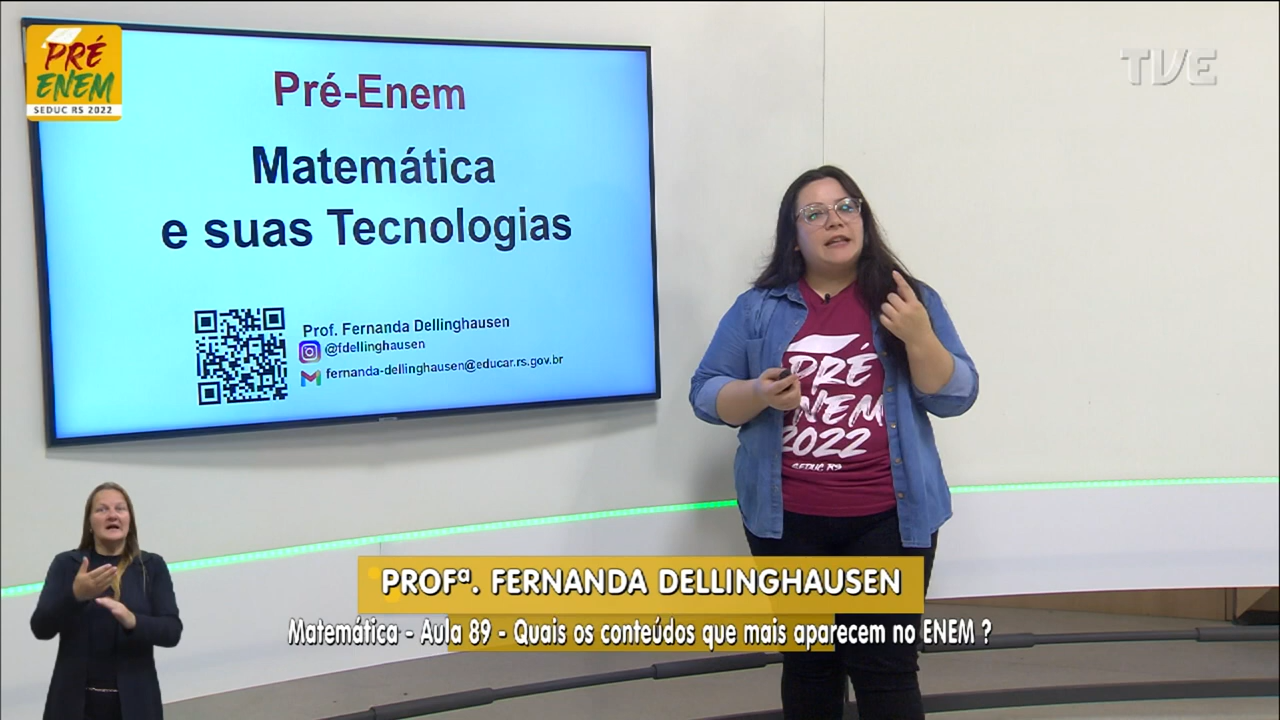 PRÉ
ENEM
SEDUC RS 2022
TVE
Pré-Enem
Matemática
e suas Tecnologias
Prof. Fernanda Dellinghausen
@fdellinghausen
fernanda-dellinghausen@educar.rs.gov.br
PRÉ
ENEM
2022
SEDUC RS
PROFª. FERNANDA DELLINGHAUSEN
Matemática - Aula 89 - Quais os conteúdos que mais aparecem no ENEM ?